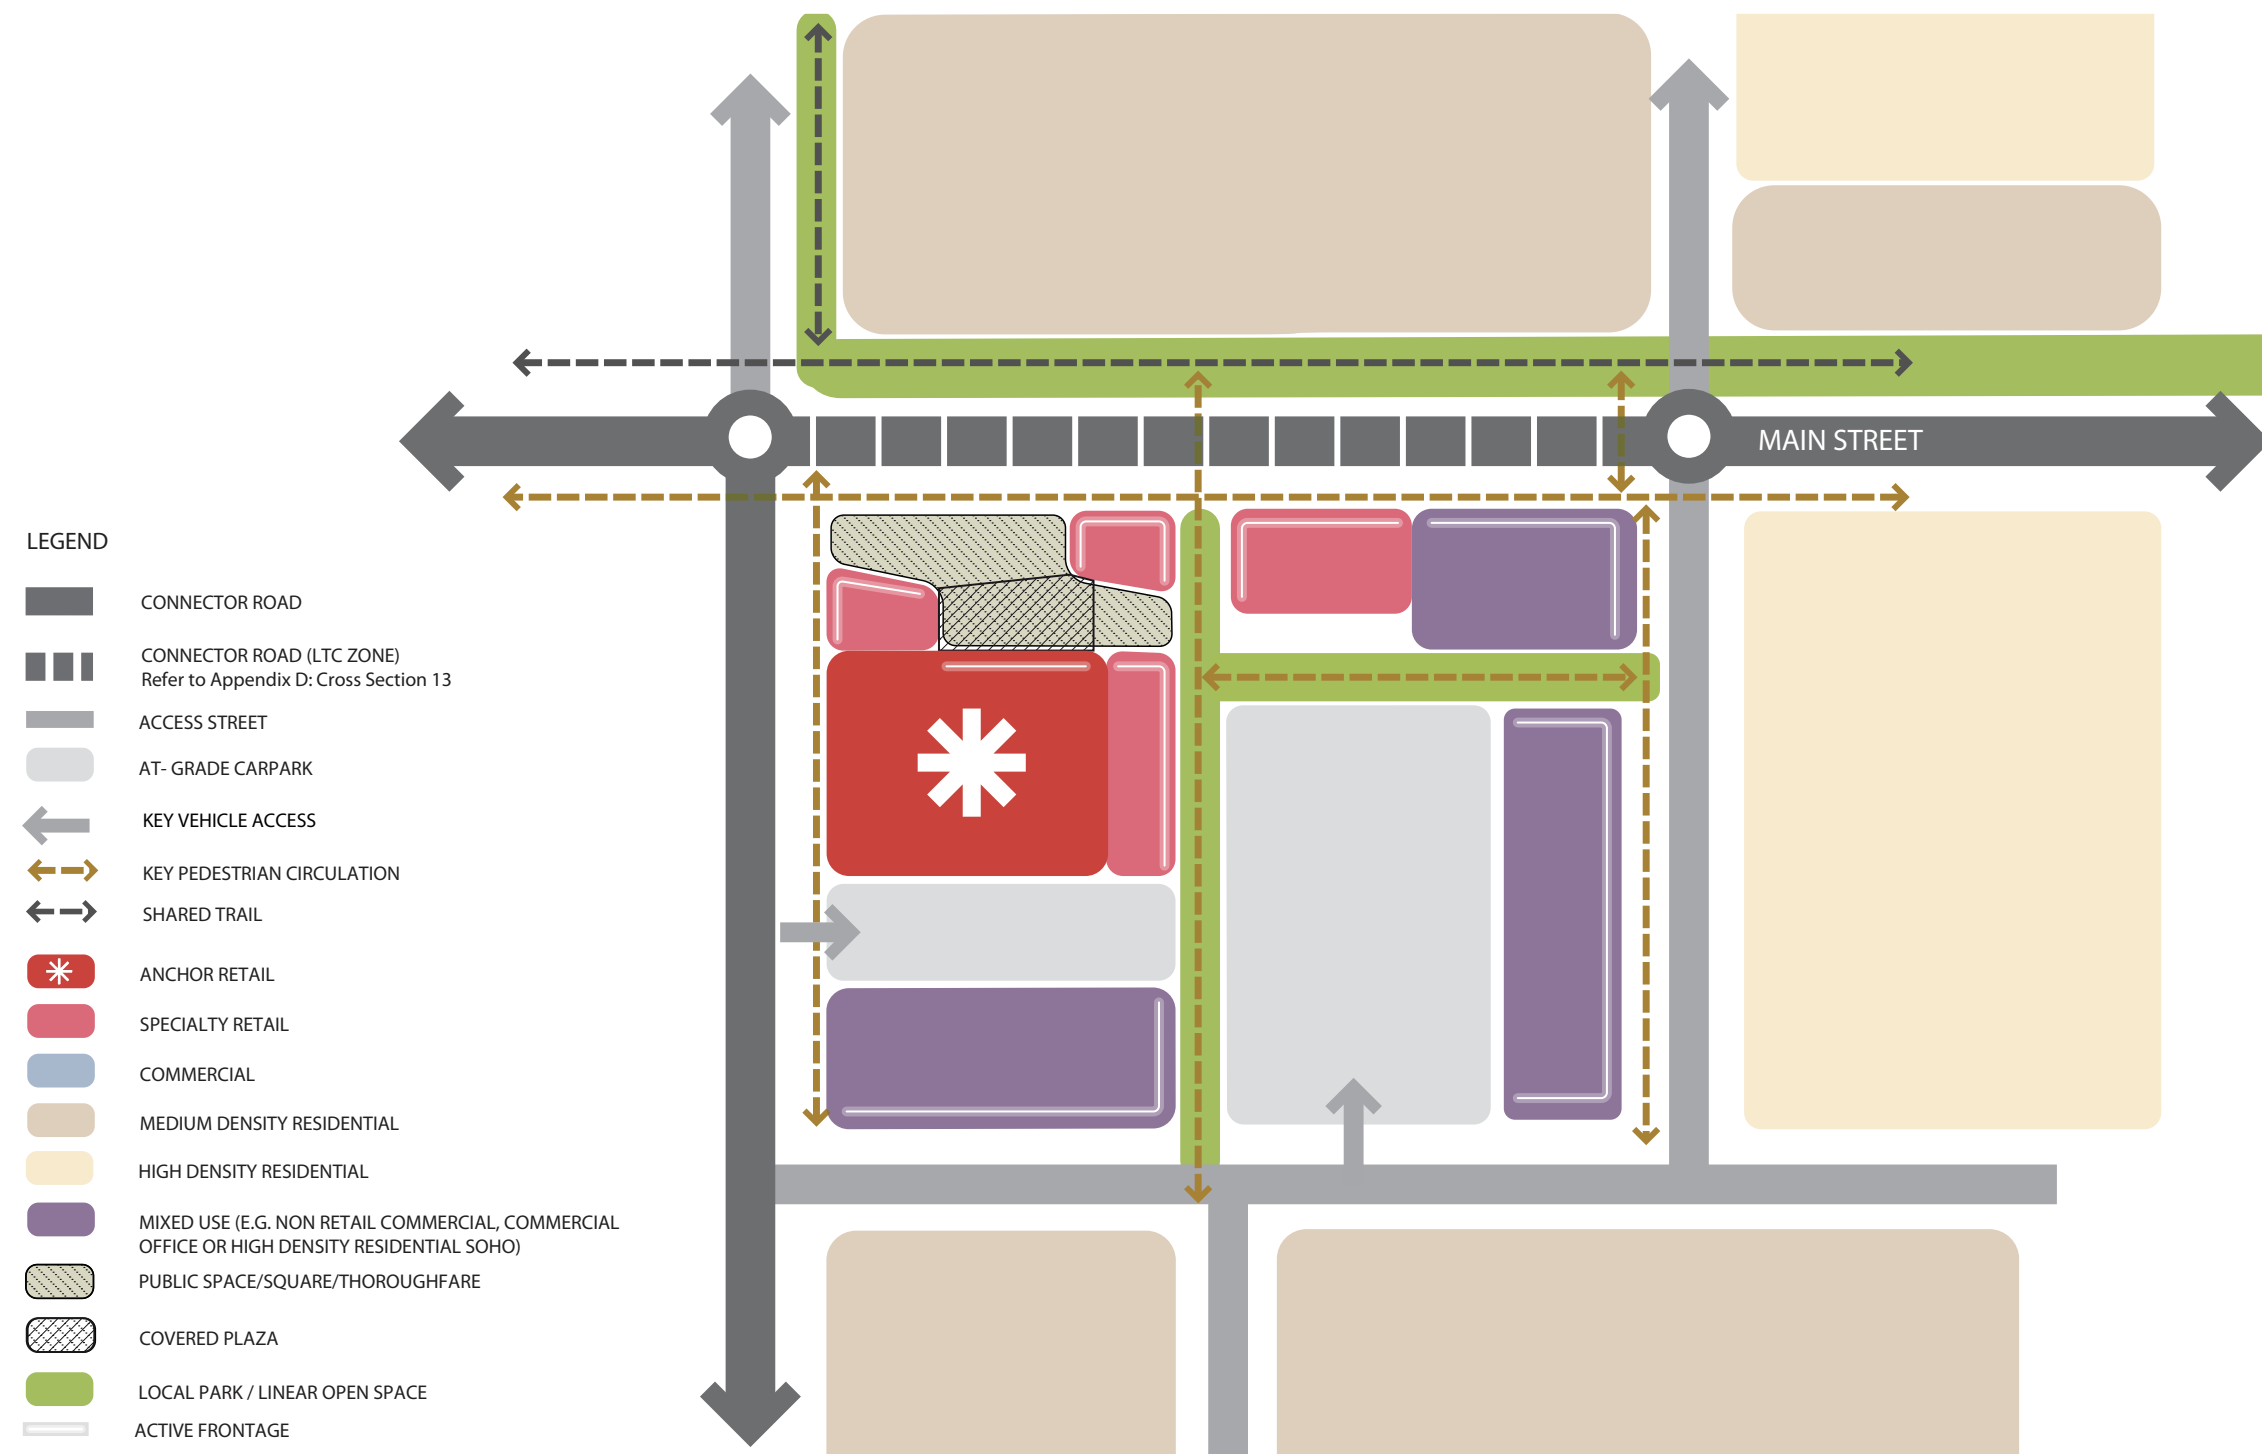 MAIN STREET
LEGEND
CONNECTOR ROAD
CONNECTOR ROAD (LTC ZONE)
Refer to Appendix D: Cross Section 13
ACCESS STREET
AT- GRADE CARPARK
KEY VEHICLE ACCESS
KEY PEDESTRIAN CIRCULATION
SHARED TRAIL
ANCHOR RETAIL
SPECIALTY RETAIL
COMMERCIAL
MEDIUM DENSITY RESIDENTIAL
HIGH DENSITY RESIDENTIAL
MIXED USE (E.G. NON RETAIL COMMERCIAL, COMMERCIAL
OFFICE OR HIGH DENSITY RESIDENTIAL SOHO)
PUBLIC SPACE/SQUARE/THOROUGHFARE
COVERED PLAZA
LOCAL PARK / LINEAR OPEN SPACE
ACTIVE FRONTAGE